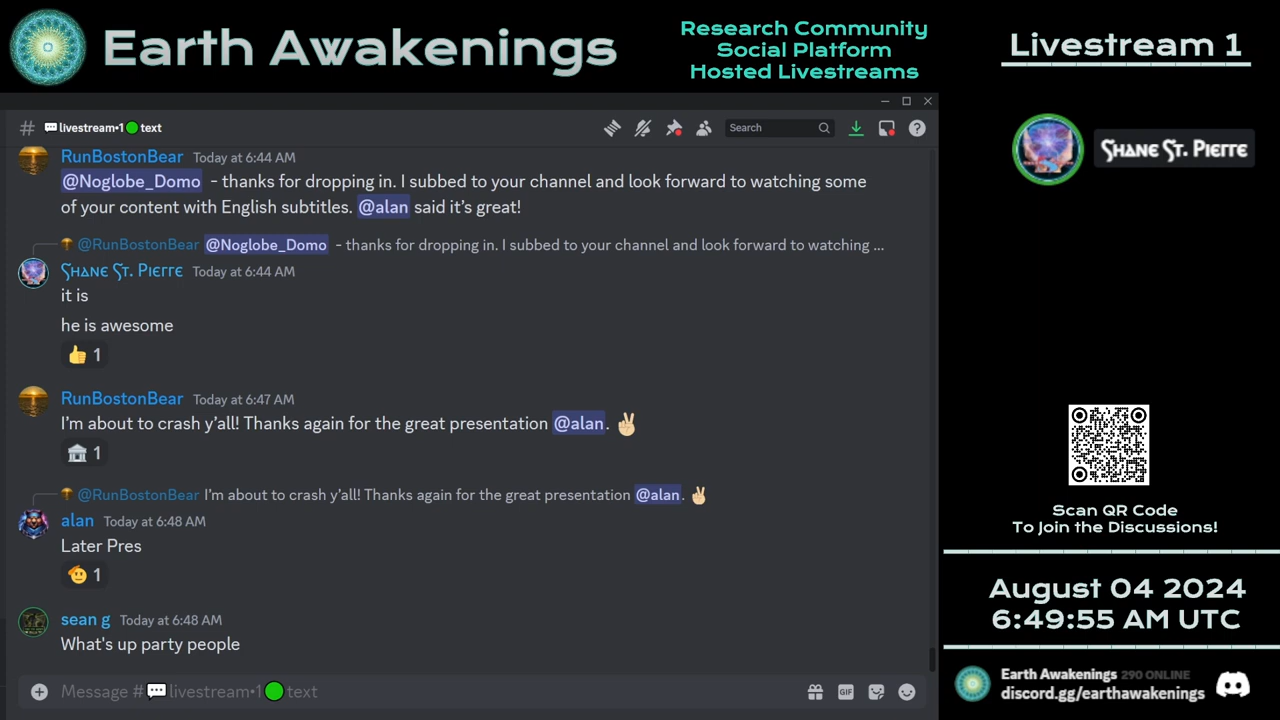 Earth Awakenings
Research Community
Social Platform
Hosted Livestreams
Livestream 1
# 💬livestream•1🟢text
Search
RunBostonBear Today at 6:44 AM
@Noglobe_Domo - thanks for dropping in. I subbed to your channel and look forward to watching some
of your content with English subtitles. @alan said it's great!
@RunBostonBear @Noglobe_Domo - thanks for dropping in. I subbed to your channel and look forward to watching ...
Shane St. Pierre Today at 6:44 AM
it is
he is awesome
👍 1
RunBostonBear Today at 6:47 AM
I'm about to crash y'all! Thanks again for the great presentation @alan. ✌🏼
🏛️ 1
@RunBostonBear I'm about to crash y'all! Thanks again for the great presentation @alan. ✌🏼
alan Today at 6:48 AM
Later Pres
🫡 1
sean g Today at 6:48 AM
What's up party people
Message #💬livestream•1🟢text
GIF
Shane St. Pierre
Scan QR Code
To Join the Discussions!
August 04 2024
6:49:55 AM UTC
Earth Awakenings 290 ONLINE
discord.gg/earthawakenings